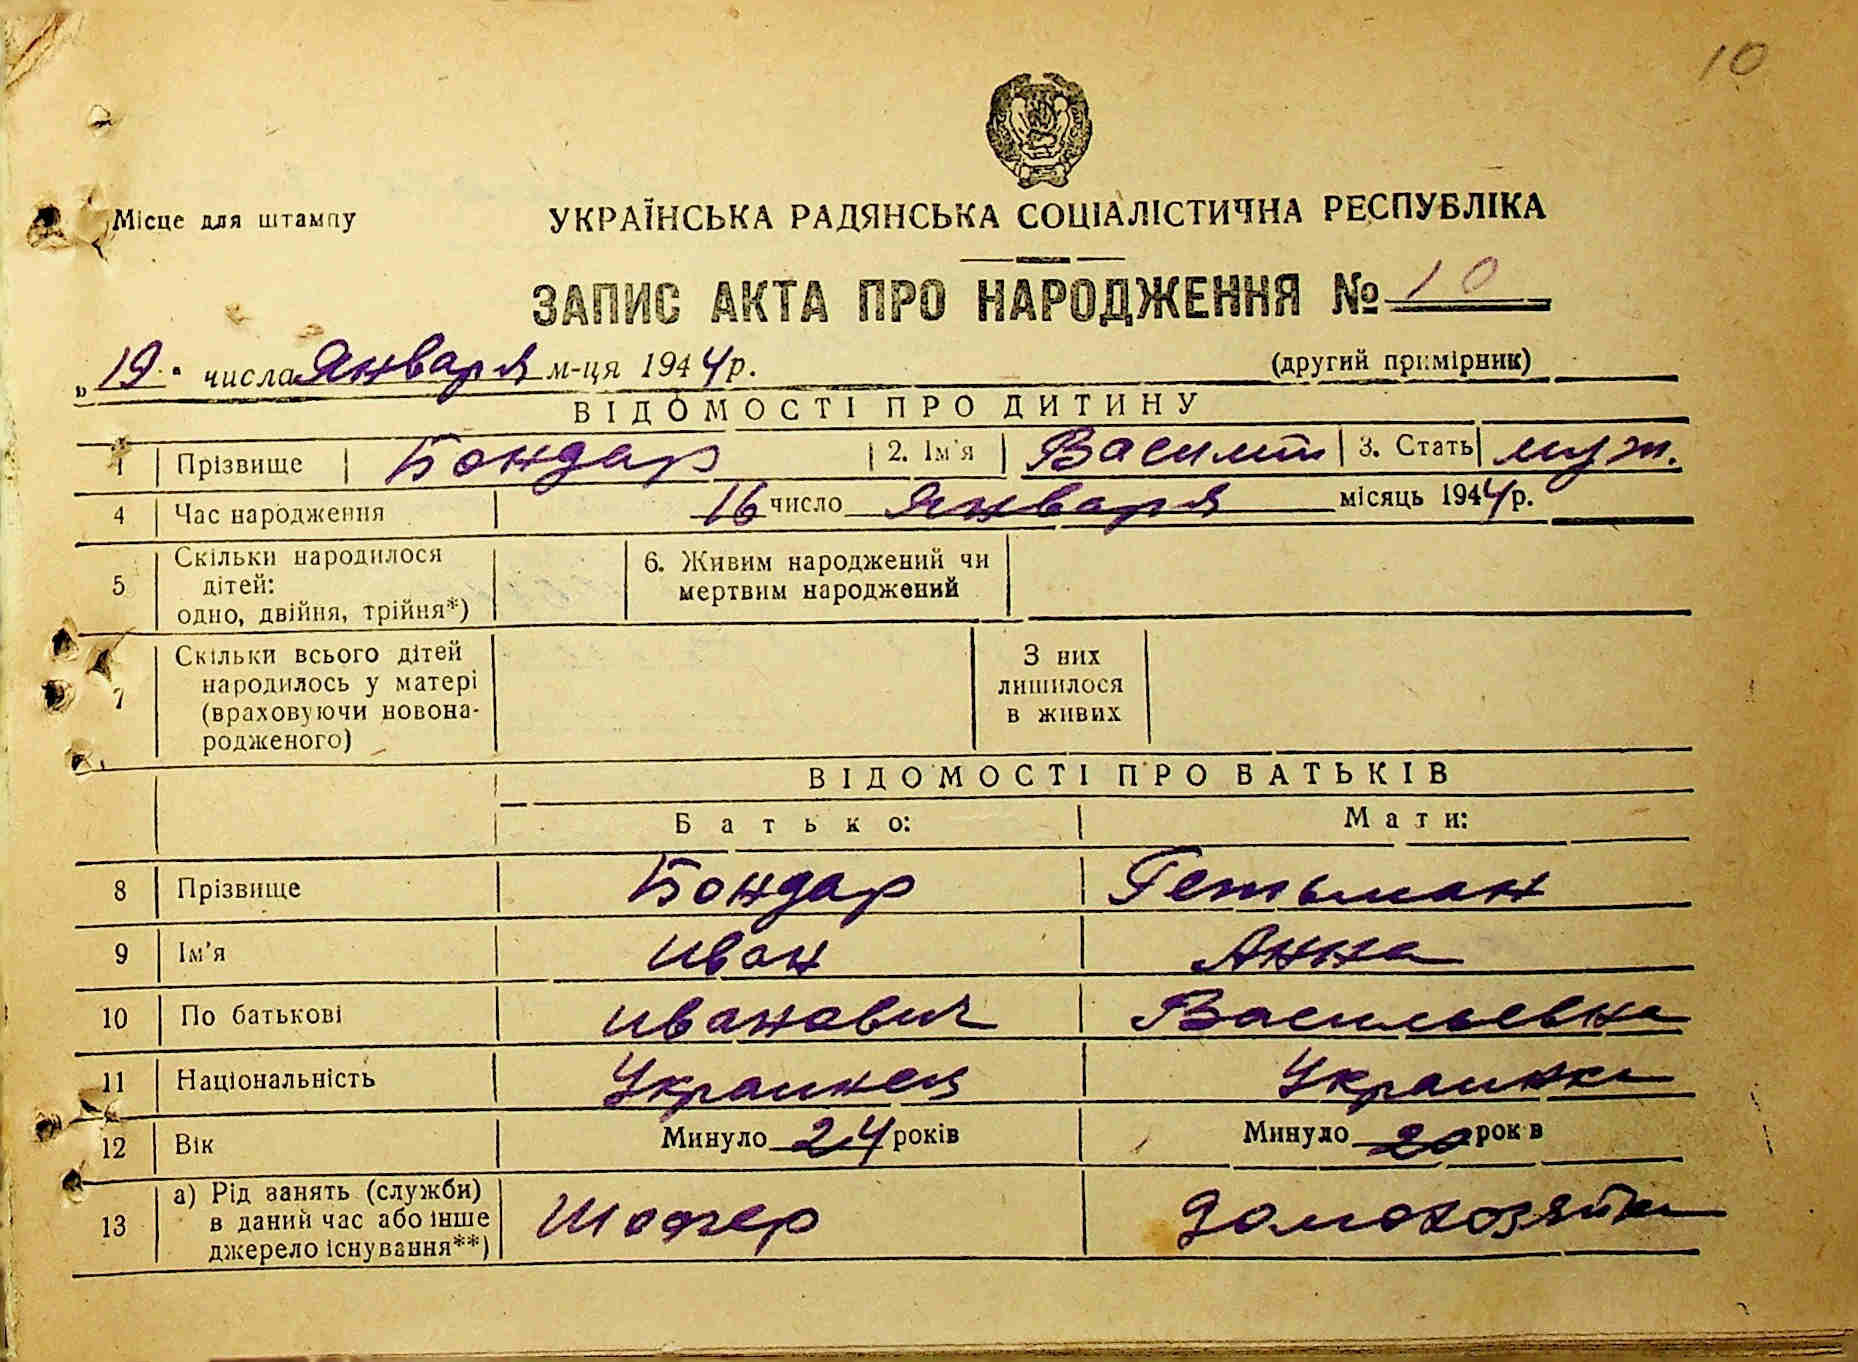 10
Місце для штампу
УКРАЇНСЬКА РАДЯНСЬКА СОЦІАЛІСТИЧНА РЕСПУБЛІКА
ЗАПИС АКТА ПРО НАРОДЖЕННЯ № 10
„19" числа Января м-ця 1944 р.
(другий примірник)
ВІДОМОСТІ ПРО ДИТИНУ
1 Прізвище Бондар 2. Ім'я Василий 3. Стать муж.
4 Час народження 16 число Января місяць 1944 р.
5 Скільки народилося дітей: одно, двійня, трійня*) 6. Живим народжений чи мертвим народжений
7 Скільки всього дітей народилось у матері (враховуючи новонародженого) З них лишилося в живих
ВІДОМОСТІ ПРО БАТЬКІВ
Батько: Мати:
8 Прізвище Бондар Гетьман
9 Ім'я Иван Анна
10 По батькові Иванович Васильевна
11 Національність Украинец Украинка
12 Вік Минуло 24 років Минуло 20 рок в
13 а) Рід занять (служби) в даний час або інше джерело існування**) Шофер домохозяйка